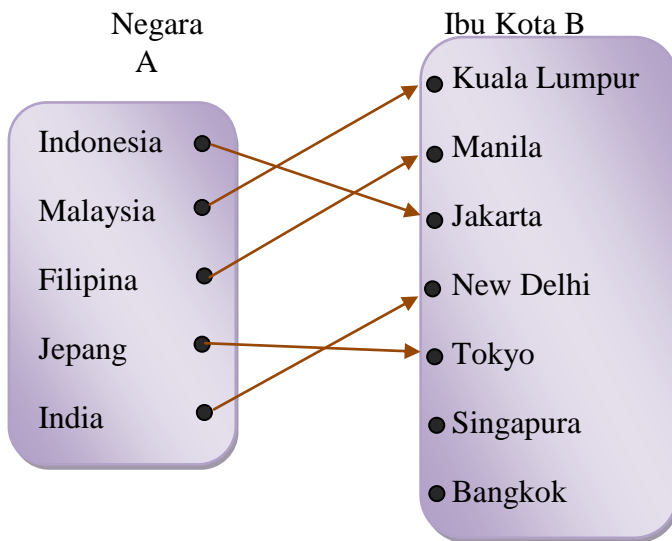 Negara
A
Indonesia
Malaysia
Filipina
Jepang
India
Ibu Kota B
Kuala Lumpur
Manila
Jakarta
New Delhi
Tokyo
Singapura
Bangkok